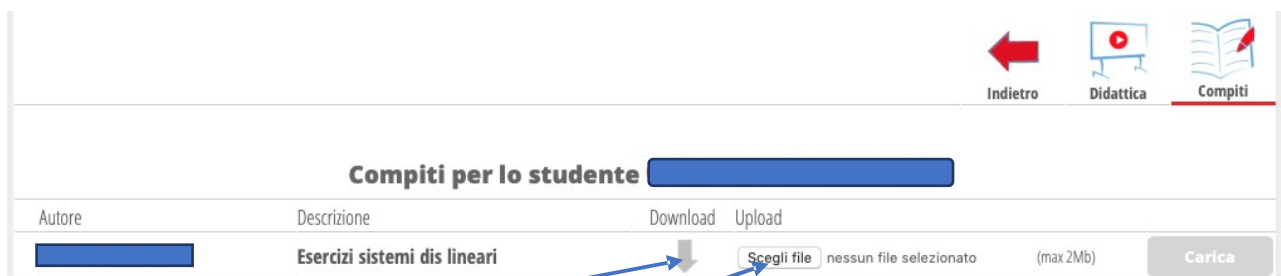 Indietro Didattica Compiti
Compiti per lo studente
Autore Descrizione Download Upload
Esercizi sistemi dis lineari Scegli file nessun file selezionato (max 2Mb) Carica